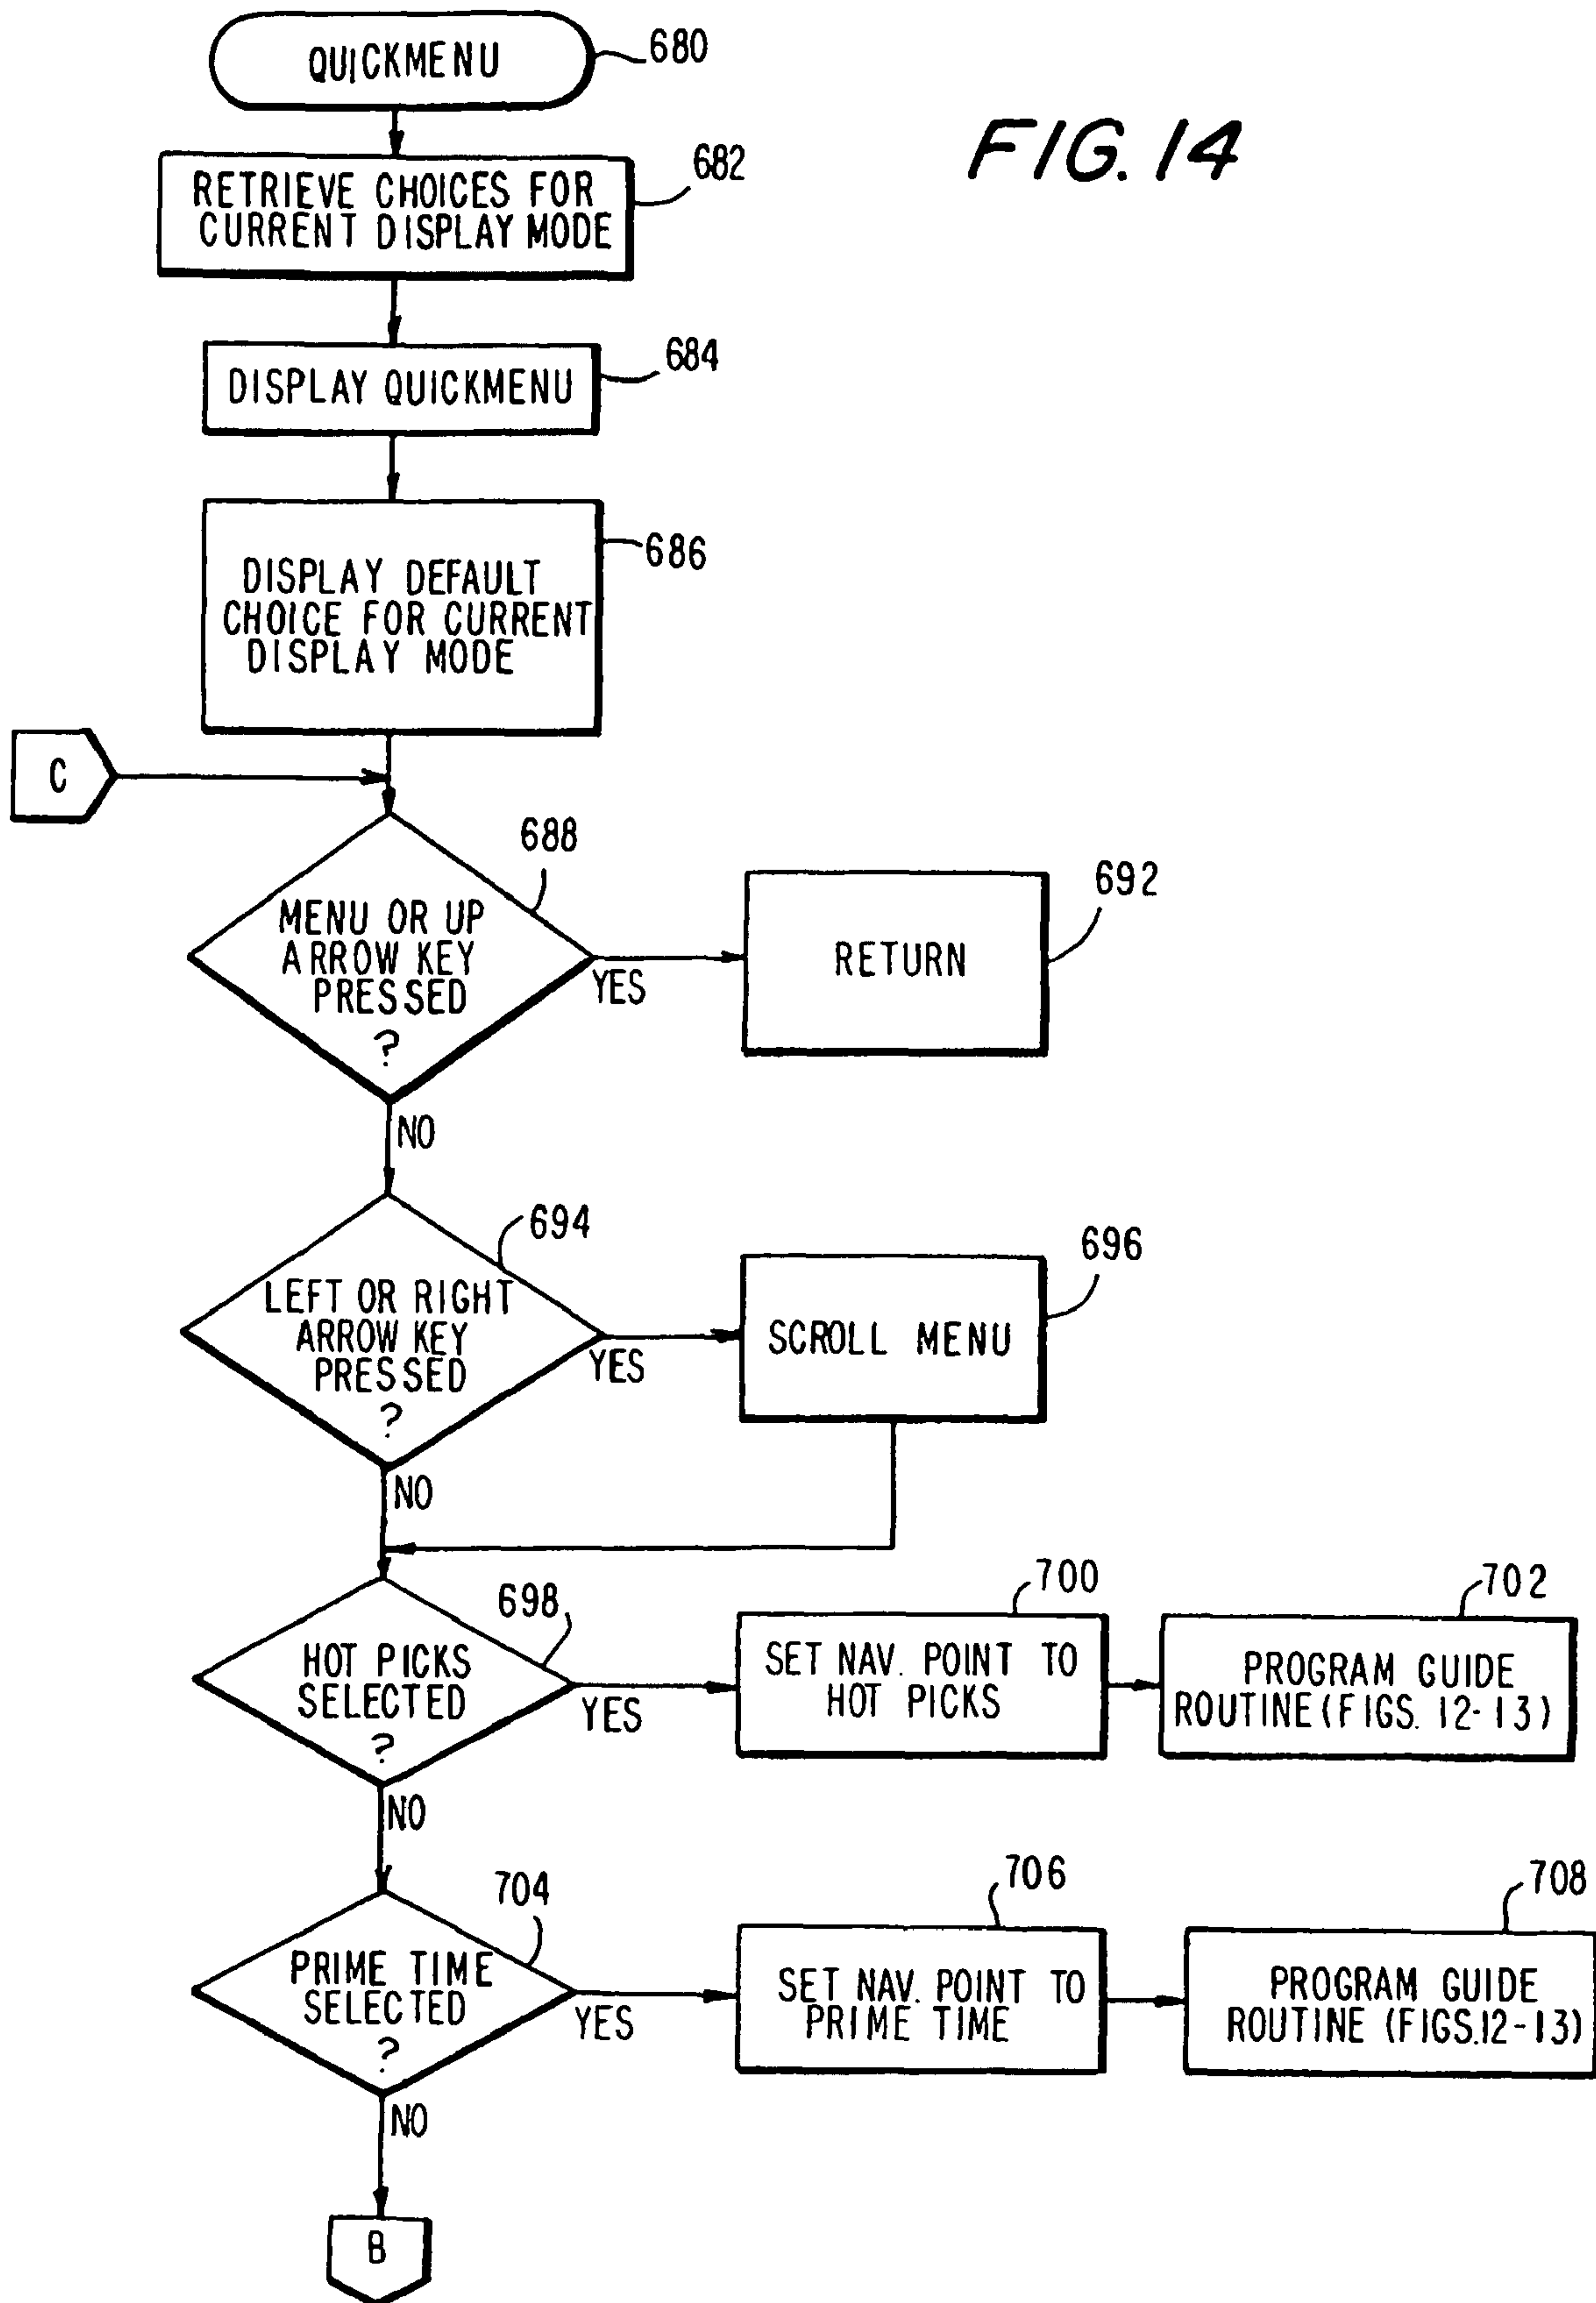 QUICKMENU
680
FIG. 14
RETRIEVE CHOICES FOR
CURRENT DISPLAY MODE
682
DISPLAY QUICKMENU
684
DISPLAY DEFAULT
CHOICE FOR CURRENT
DISPLAY MODE
686
C
MENU OR UP
ARROW KEY
PRESSED
?
688
YES
RETURN
692
NO
LEFT OR RIGHT
ARROW KEY
PRESSED
?
694
YES
SCROLL MENU
696
NO
HOT PICKS
SELECTED
?
698
YES
SET NAV. POINT TO
HOT PICKS
700
PROGRAM GUIDE
ROUTINE (FIGS. 12-13)
702
NO
PRIME TIME
SELECTED
?
704
YES
SET NAV. POINT TO
PRIME TIME
706
PROGRAM GUIDE
ROUTINE (FIGS.12-13)
708
NO
B